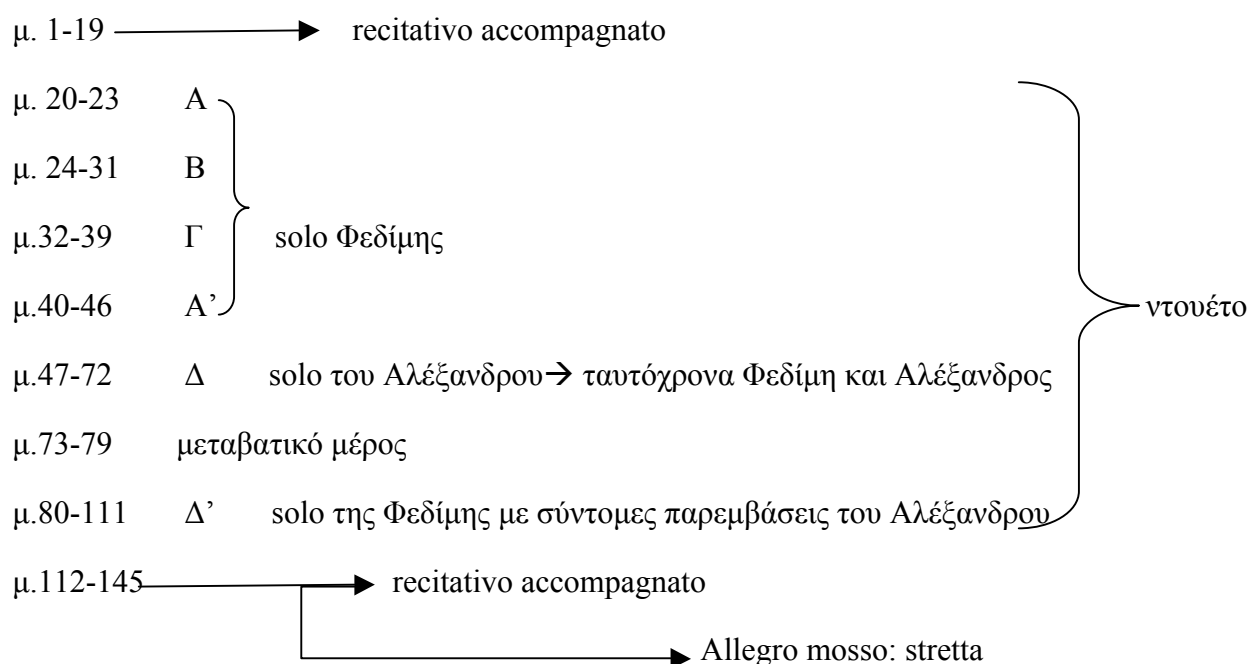 μ. 1-19 recitativo accompagnato
μ. 20-23 Α
μ. 24-31 Β
μ.32-39 Γ solo Φεδίμης
μ.40-46 Α’
ντουέτο
μ.47-72 Δ solo του Αλέξανδρου→ ταυτόχρονα Φεδίμη και Αλέξανδρος
μ.73-79 μεταβατικό μέρος
μ.80-111 Δ’ solo της Φεδίμης με σύντομες παρεμβάσεις του Αλέξανδρου
μ.112-145 recitativo accompagnato
Allegro mosso: stretta